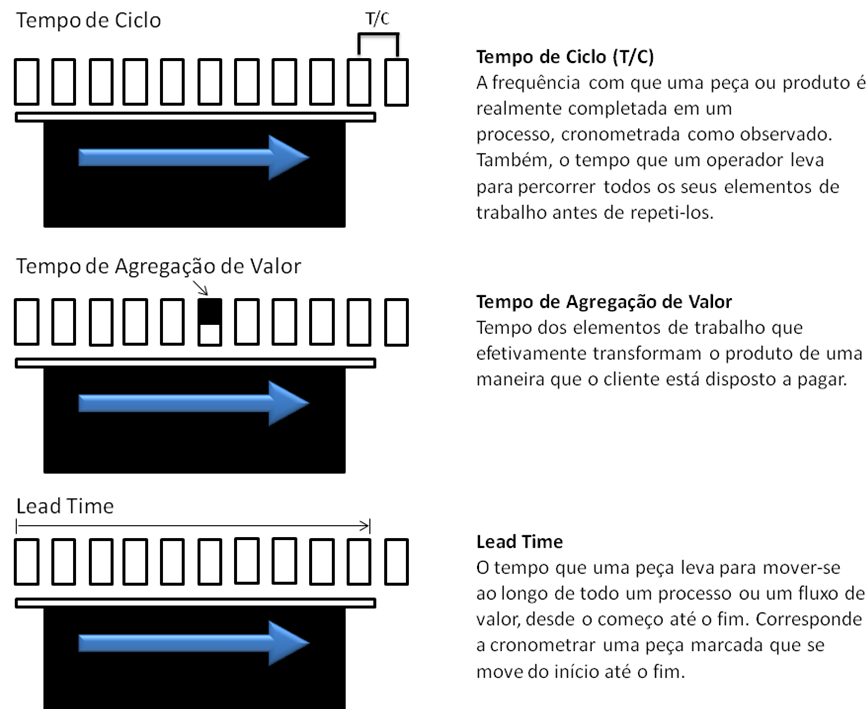 Tempo de Ciclo
T/C
Tempo de Ciclo (T/C)
A frequência com que uma peça ou produto é
realmente completada em um
processo, cronometrada como observado.
Também, o tempo que um operador leva
para percorrer todos os seus elementos de
trabalho antes de repeti-los.
Tempo de Agregação de Valor
Tempo de Agregação de Valor
Tempo dos elementos de trabalho que
efetivamente transformam o produto de uma
maneira que o cliente está disposto a pagar.
Lead Time
Lead Time
O tempo que uma peça leva para mover-se
ao longo de todo um processo ou um fluxo de
valor, desde o começo até o fim. Corresponde
a cronometrar uma peça marcada que se
move do início até o fim.